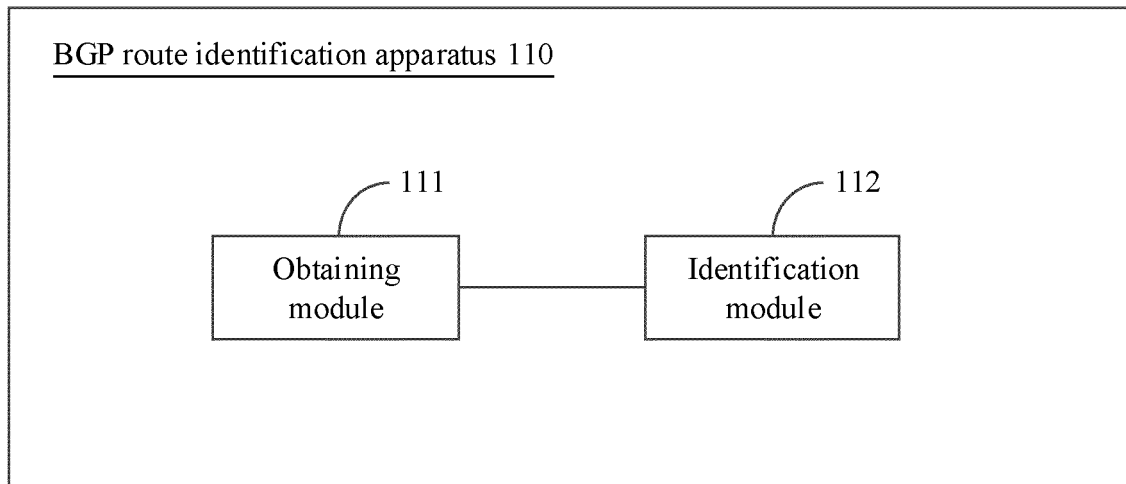 BGP route identification apparatus 110
111
112
Obtaining
module
Identification
module